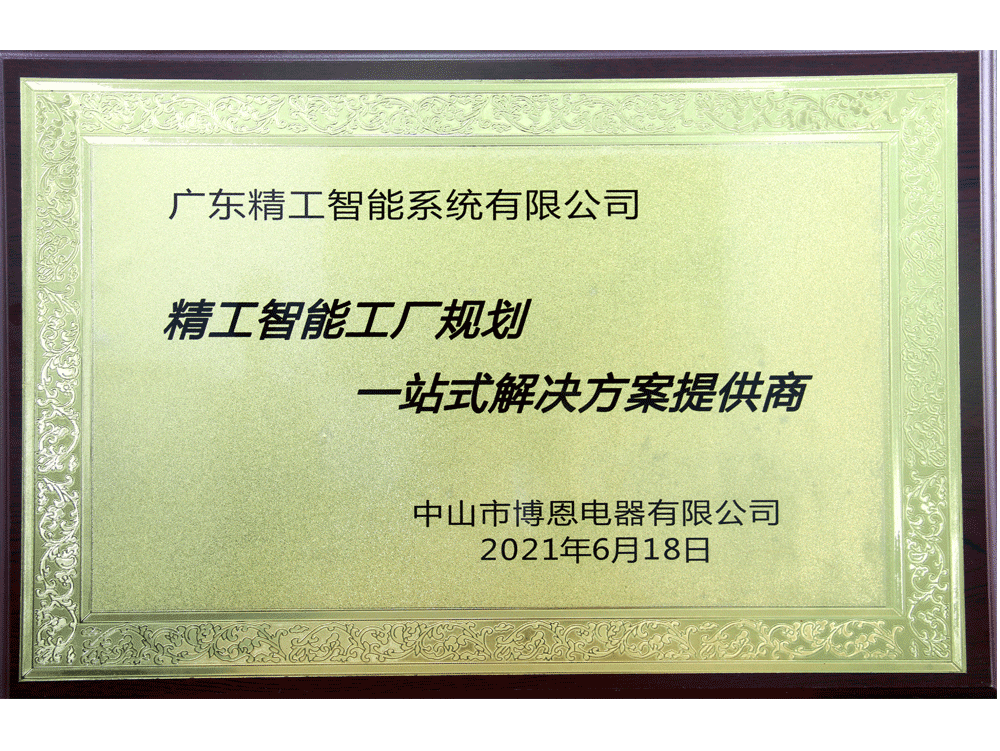 广东精工智能系统有限公司
精工智能工厂规划
一站式解决方案提供商
中山市博恩电器有限公司
2021年6月18日